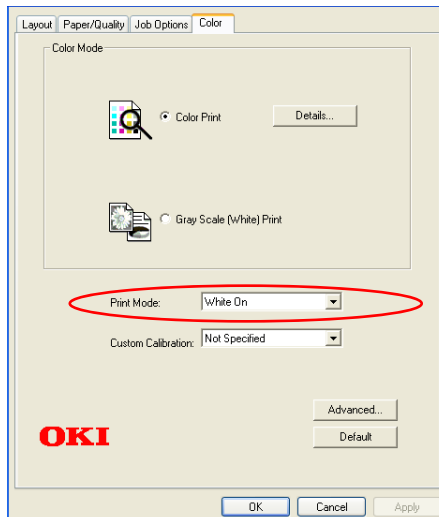 Layout Paper/Quality Job Options Color
Color Mode
Color Print Details...
Gray Scale (White) Print
Print Mode: White On
Custom Calibration: Not Specified
Advanced...
OKI Default
OK Cancel Apply